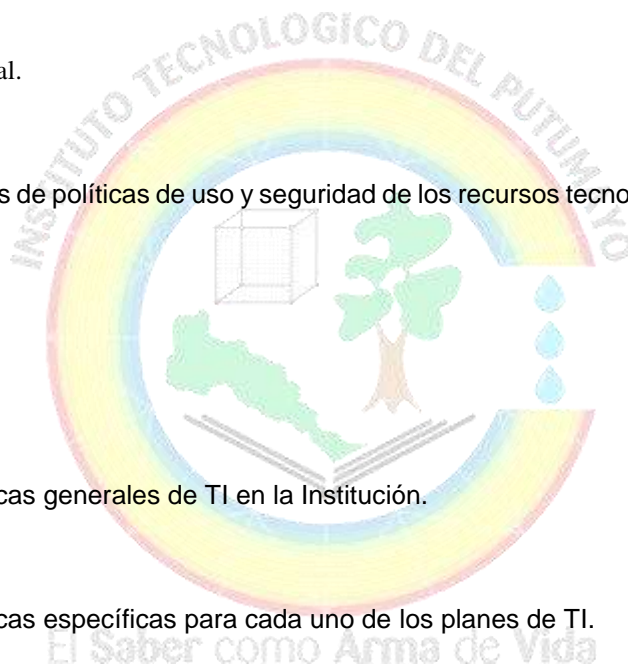 INSTITUTO TECNOLOGICO DEL PUTUMAYO
al.
s de políticas de uso y seguridad de los recursos tecno
cas generales de TI en la Institución.
cas específicas para cada uno de los planes de TI.
El Saber como Arma de Vida